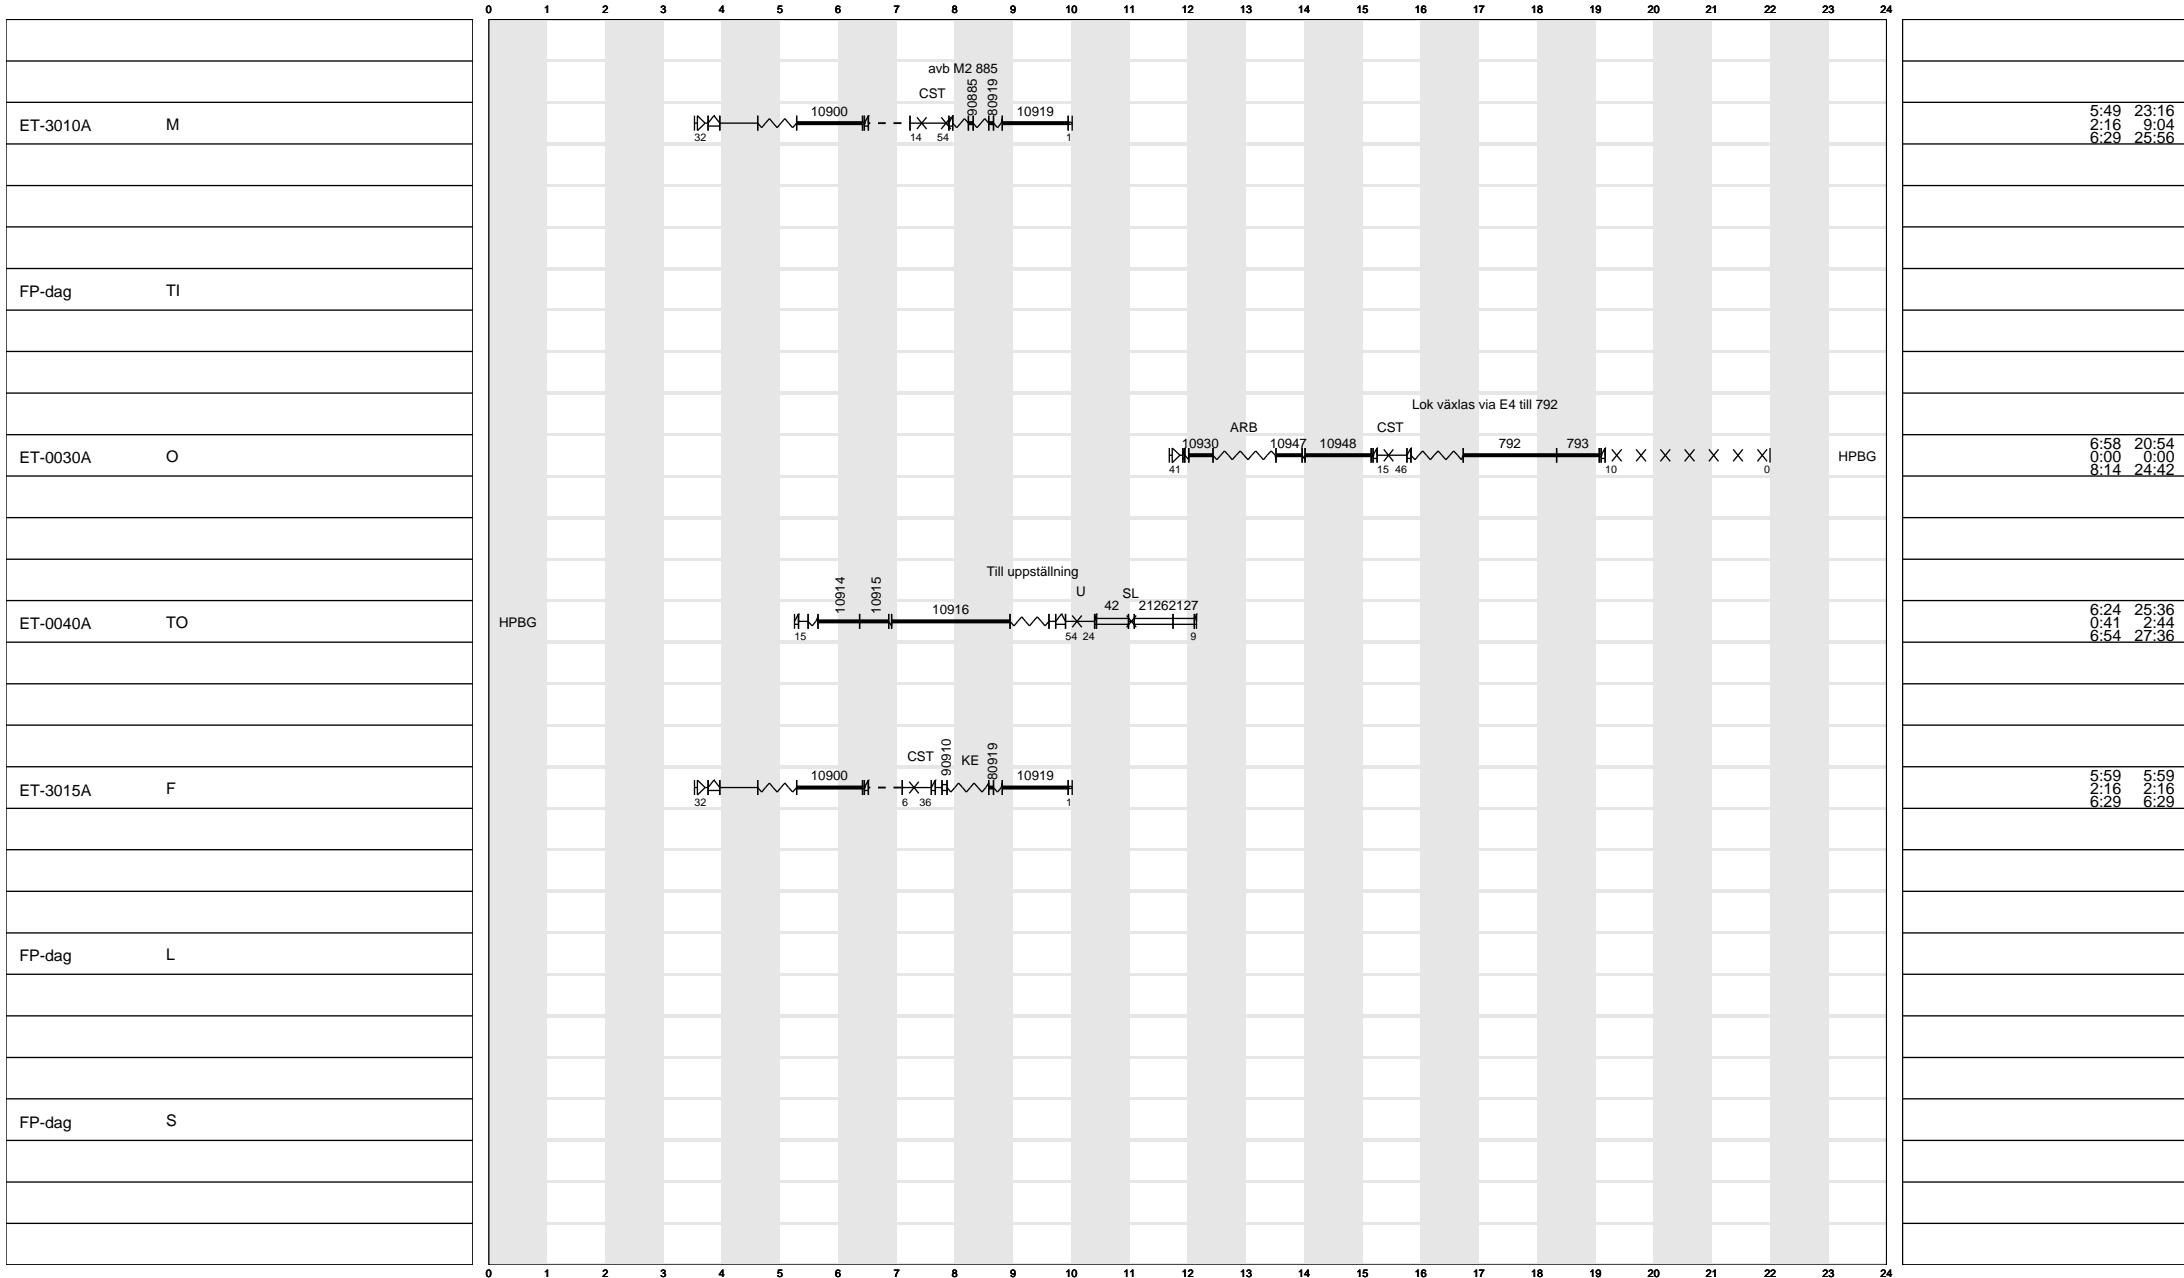 0 1 2 3 4 5 6 7 8 9 10 11 12 13 14 15 16 17 18 19 20 21 22 23 24
avb M2 885
CST 90885 80919
10900 10919
ET-3010A M
32 14 54 1
5:49 23:16
2:16 9:04
6:29 25:56
FP-dag TI
Lok växlas via E4 till 792
ARB CST
10930 10947 10948 792 793
ET-0030A O HPBG
41 15 46 10 0
6:58 20:54
0:00 0:00
8:14 24:42
Till uppställning
10914 10915 U SL
10916 42 2126 2127
ET-0040A TO HPBG
15 54 24 9
6:24 25:36
0:41 2:44
6:54 27:36
CST 90910 KE 80919
10900 10919
ET-3015A F
32 6 36 1
5:59 5:59
2:16 2:16
6:29 6:29
FP-dag L
FP-dag S
0 1 2 3 4 5 6 7 8 9 10 11 12 13 14 15 16 17 18 19 20 21 22 23 24